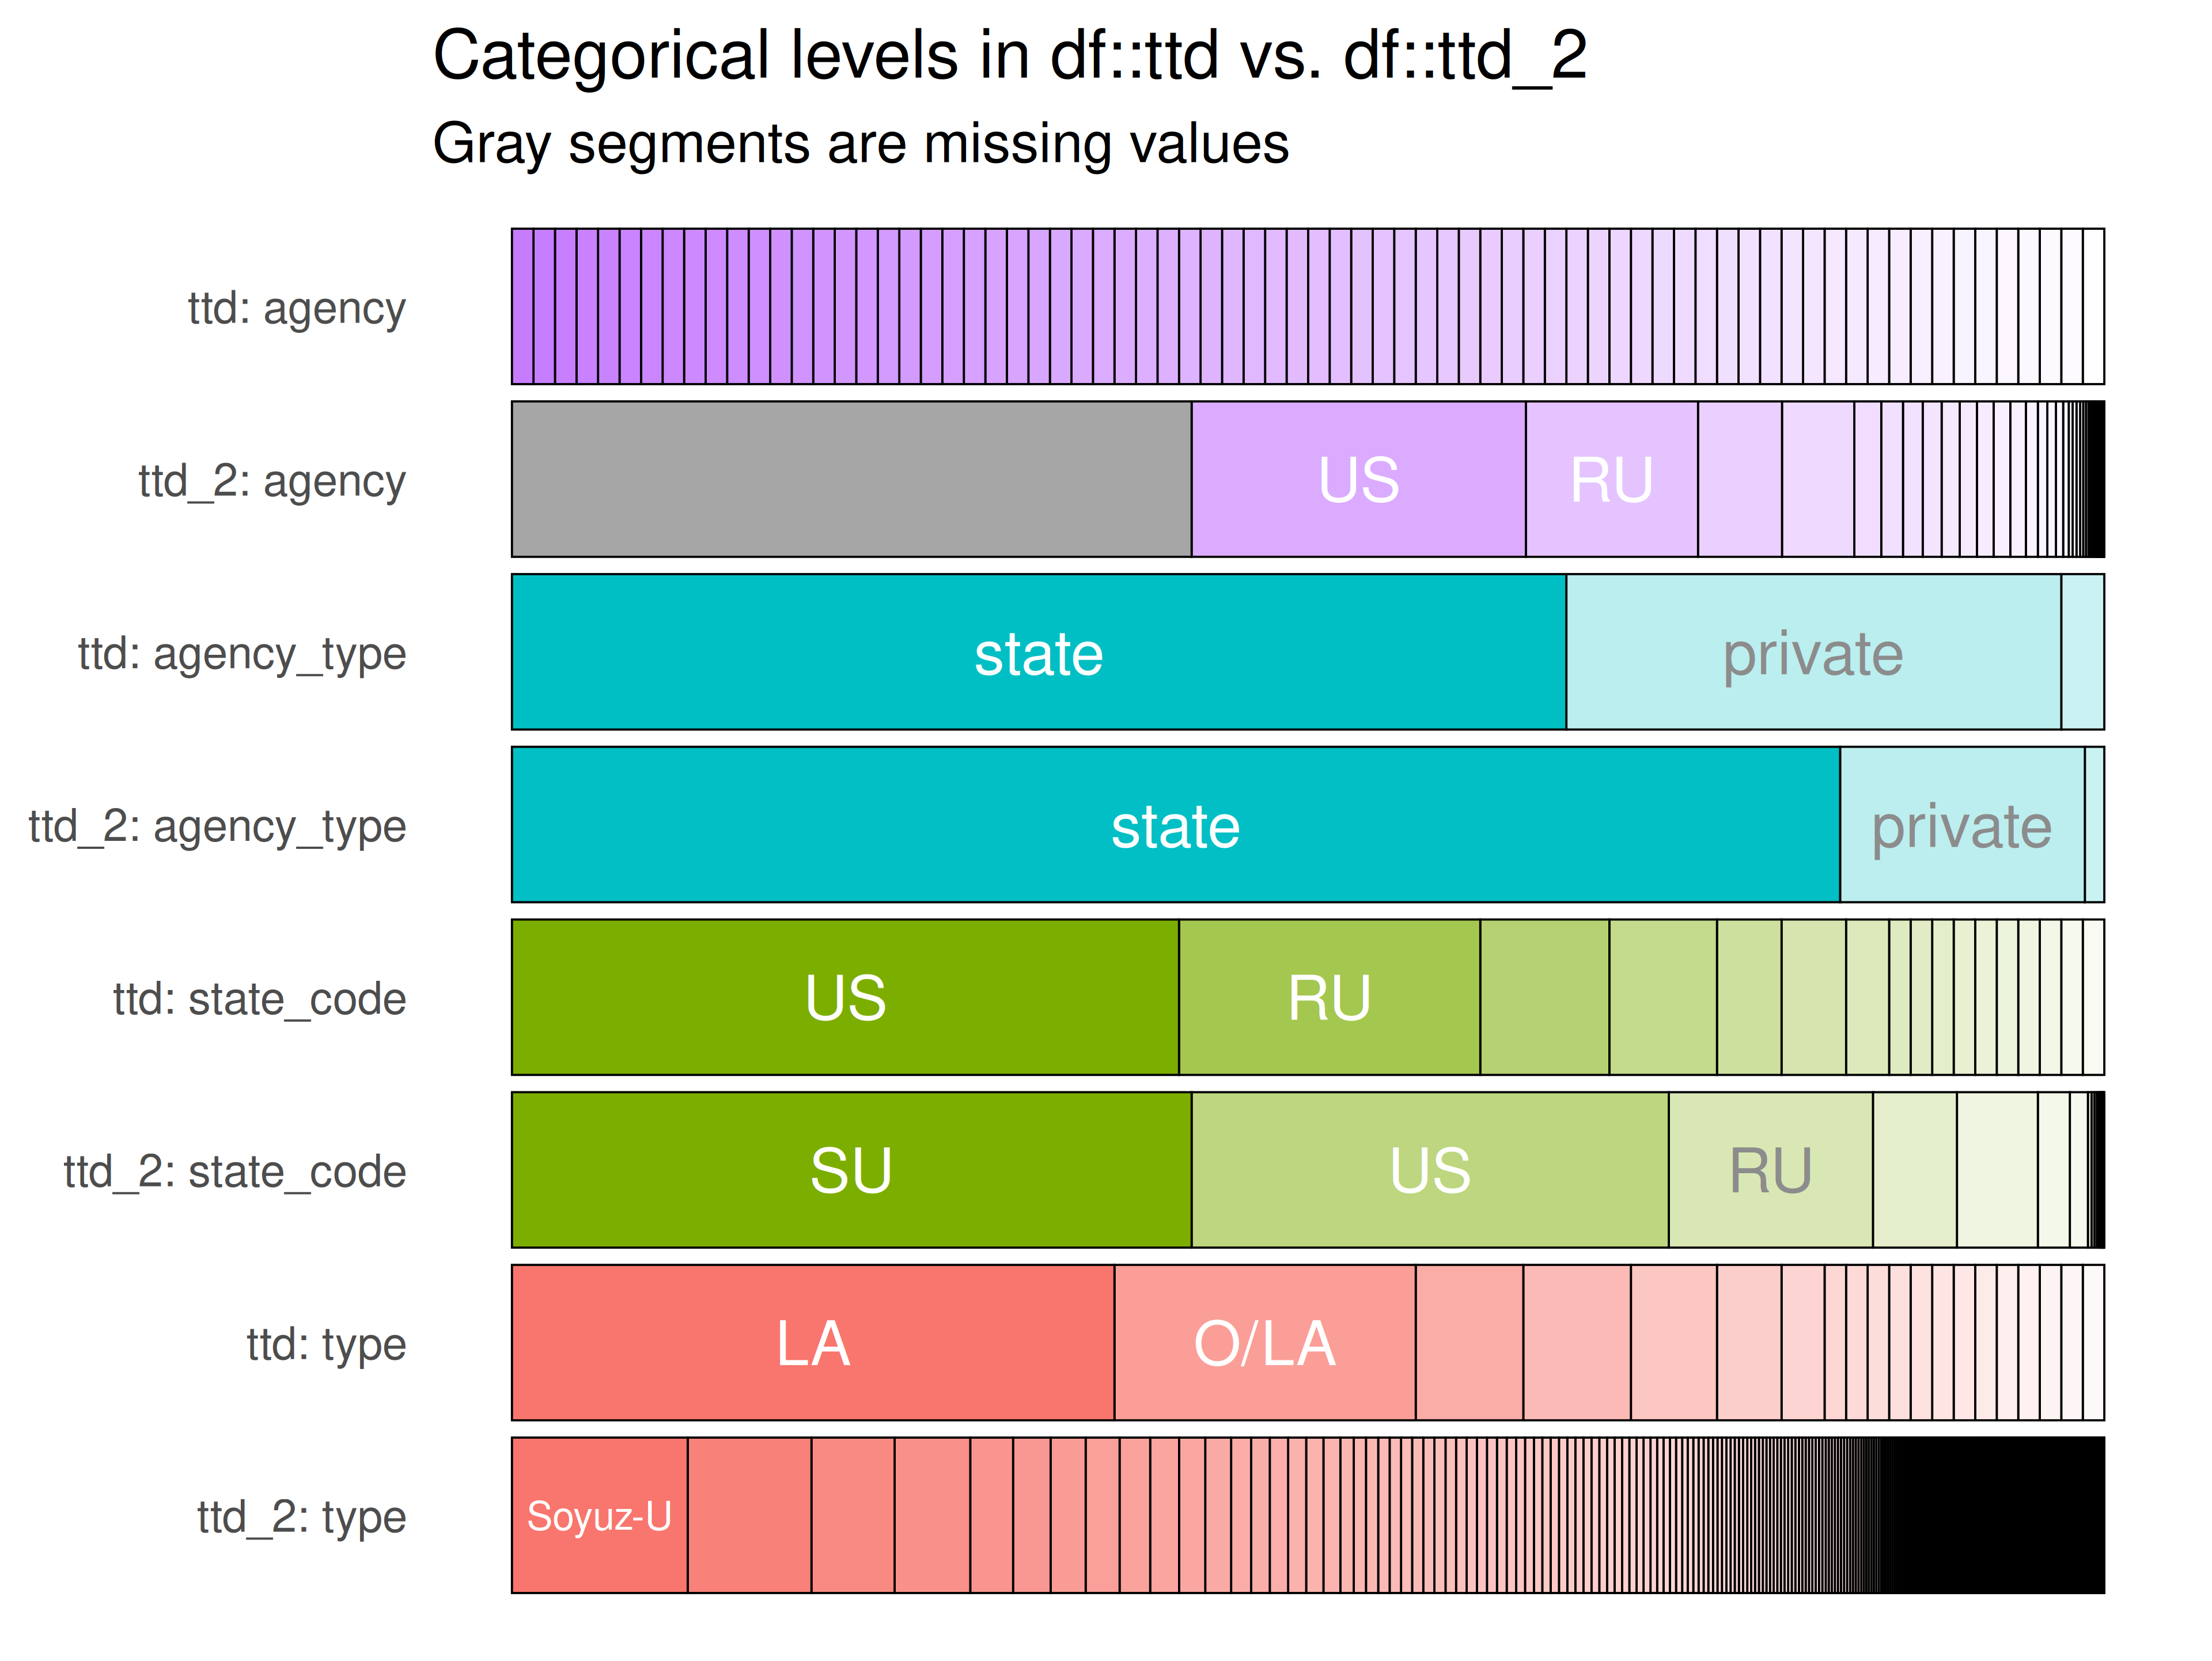 Categorical levels in df::ttd vs. df::ttd_2
Gray segments are missing values
ttd: agency
ttd_2: agency
US
RU
ttd: agency_type
state
private
ttd_2: agency_type
state
private
ttd: state_code
US
RU
ttd_2: state_code
SU
US
RU
ttd: type
LA
O/LA
ttd_2: type
Soyuz-U